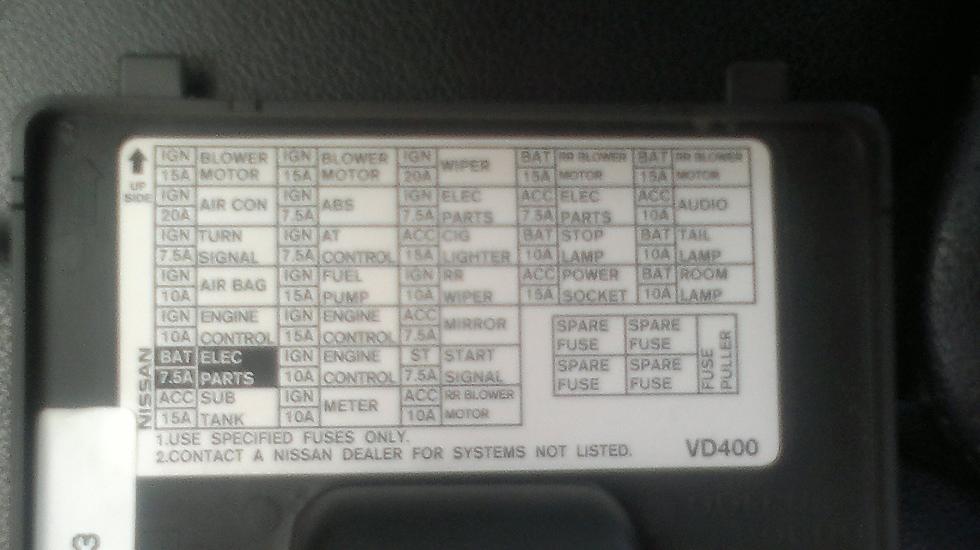 UP
SIDE
IGN BLOWER IGN BLOWER IGN WIPER BAT RR BLOWER BAT RR BLOWER
15A MOTOR 15A MOTOR 20A 15A MOTOR 15A MOTOR
IGN AIR CON IGN ABS IGN ELEC ACC ELEC ACC AUDIO
20A 7.5A 7.5A PARTS 7.5A PARTS 10A
IGN TURN IGN AT ACC CIG BAT STOP BAT TAIL
7.5A SIGNAL 7.5A CONTROL 15A LIGHTER 10A LAMP 10A LAMP
IGN AIR BAG IGN FUEL IGN RR ACC POWER BAT ROOM
10A 15A PUMP 10A WIPER 15A SOCKET 10A LAMP
IGN ENGINE IGN ENGINE ACC MIRROR
10A CONTROL 15A CONTROL 7.5A
BAT ELEC IGN ENGINE ST START
7.5A PARTS 10A CONTROL 7.5A SIGNAL
ACC SUB IGN METER ACC RR BLOWER
15A TANK 10A 10A MOTOR
SPARE SPARE
FUSE FUSE
SPARE SPARE
FUSE FUSE
FUSE
PULLER
NISSAN
1.USE SPECIFIED FUSES ONLY.
2.CONTACT A NISSAN DEALER FOR SYSTEMS NOT LISTED.
VD400
3